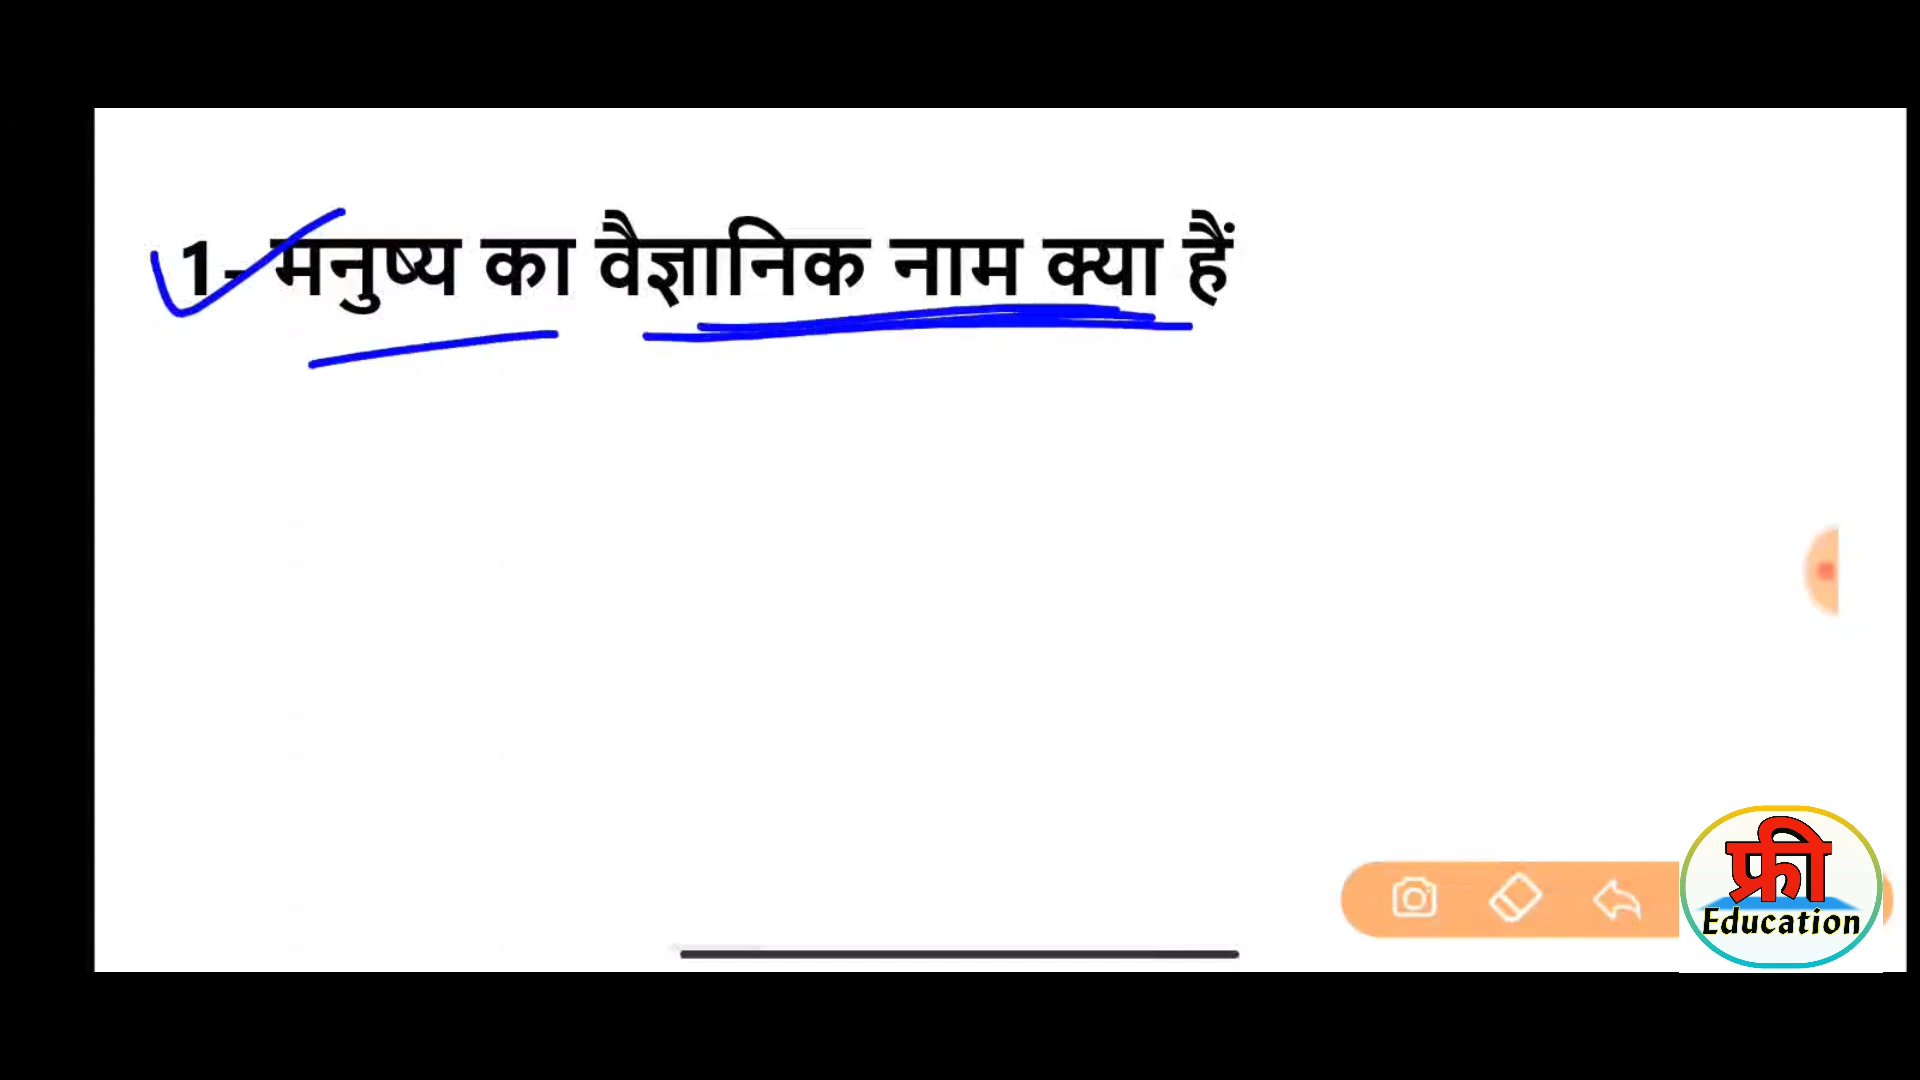 1- मनुष्य का वैज्ञानिक नाम क्या हैं
फ्री
Education